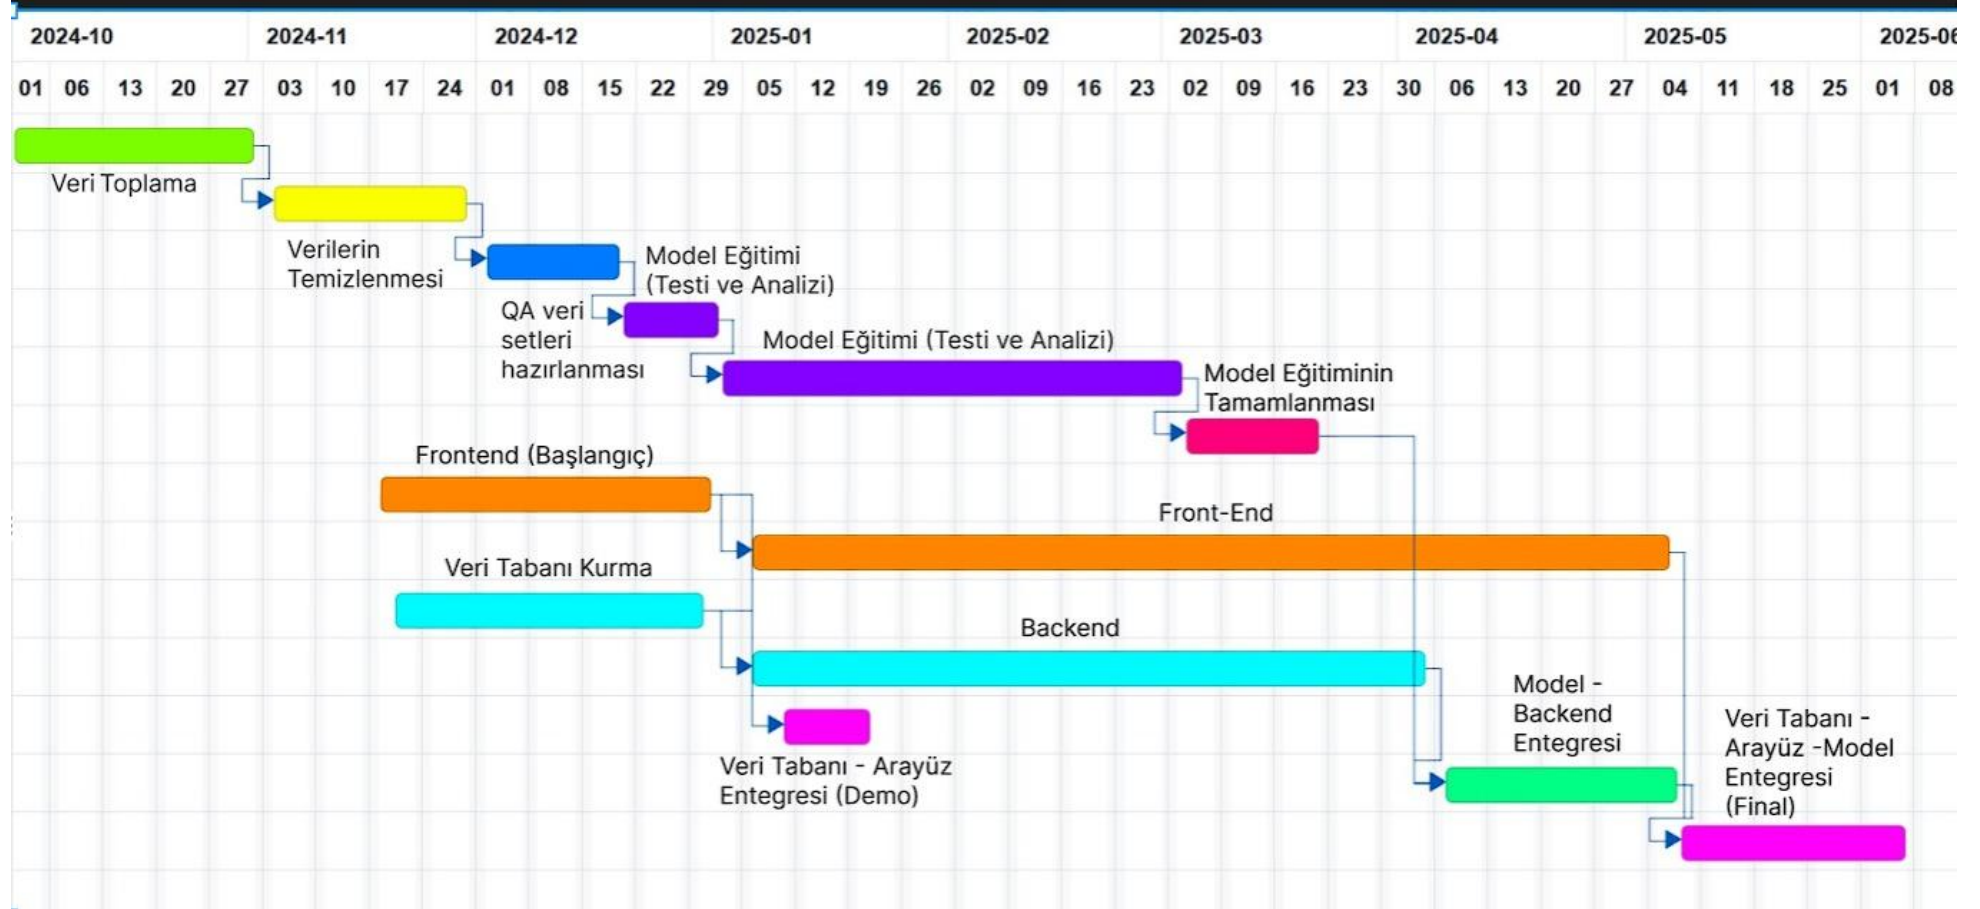 2024-10 2024-11 2024-12 2025-01 2025-02 2025-03 2025-04 2025-05 2025-06
01 06 13 20 27 03 10 17 24 01 08 15 22 29 05 12 19 26 02 09 16 23 02 09 16 23 30 06 13 20 27 04 11 18 25 01 08
Veri Toplama
Verilerin
Temizlenmesi
Model Eğitimi
(Testi ve Analizi)
QA veri
setleri
hazırlanması
Model Eğitimi (Testi ve Analizi)
Model Eğitiminin
Tamamlanması
Frontend (Başlangıç)
Front-End
Veri Tabanı Kurma
Backend
Model -
Backend
Entegresi
Veri Tabanı -
Arayüz -Model
Entegresi
(Final)
Veri Tabanı - Arayüz
Entegresi (Demo)